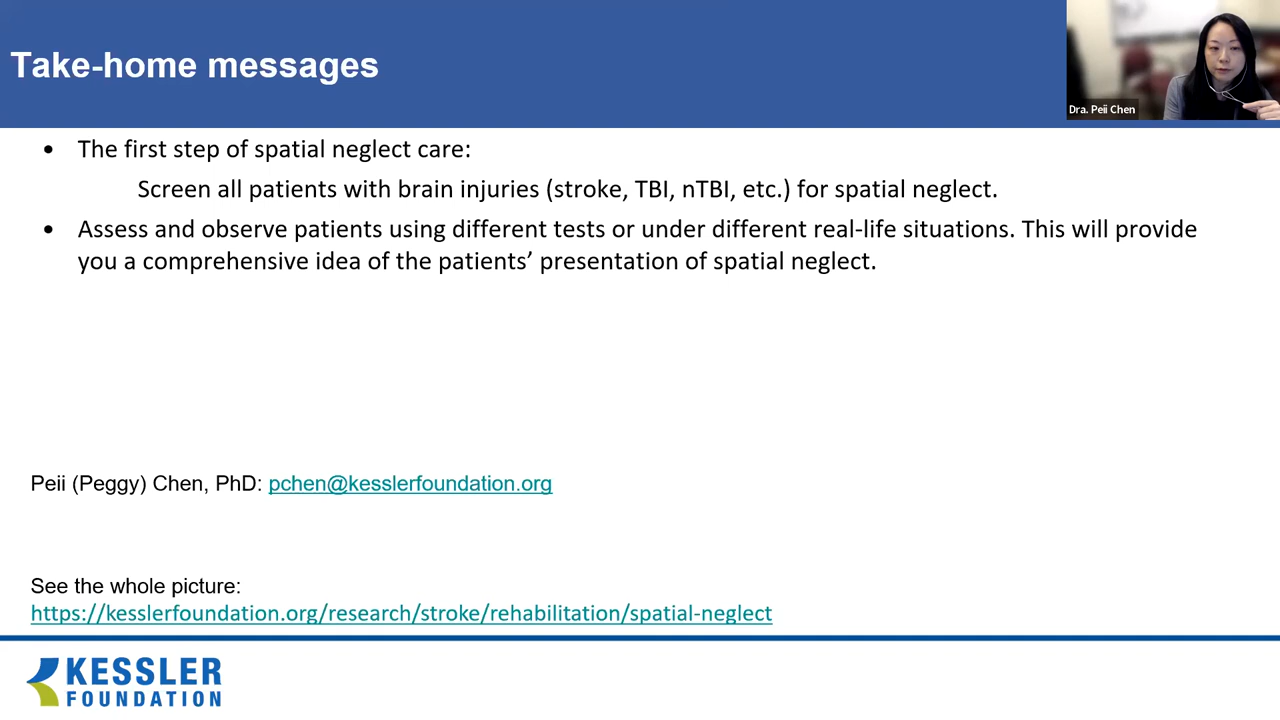 Take-home messages
Dra. Peii Chen
• The first step of spatial neglect care:
Screen all patients with brain injuries (stroke, TBI, nTBI, etc.) for spatial neglect.
• Assess and observe patients using different tests or under different real-life situations. This will provide
you a comprehensive idea of the patients’ presentation of spatial neglect.
Peii (Peggy) Chen, PhD: pchen@kesslerfoundation.org
See the whole picture:
https://kesslerfoundation.org/research/stroke/rehabilitation/spatial-neglect
KESSLER
FOUNDATION